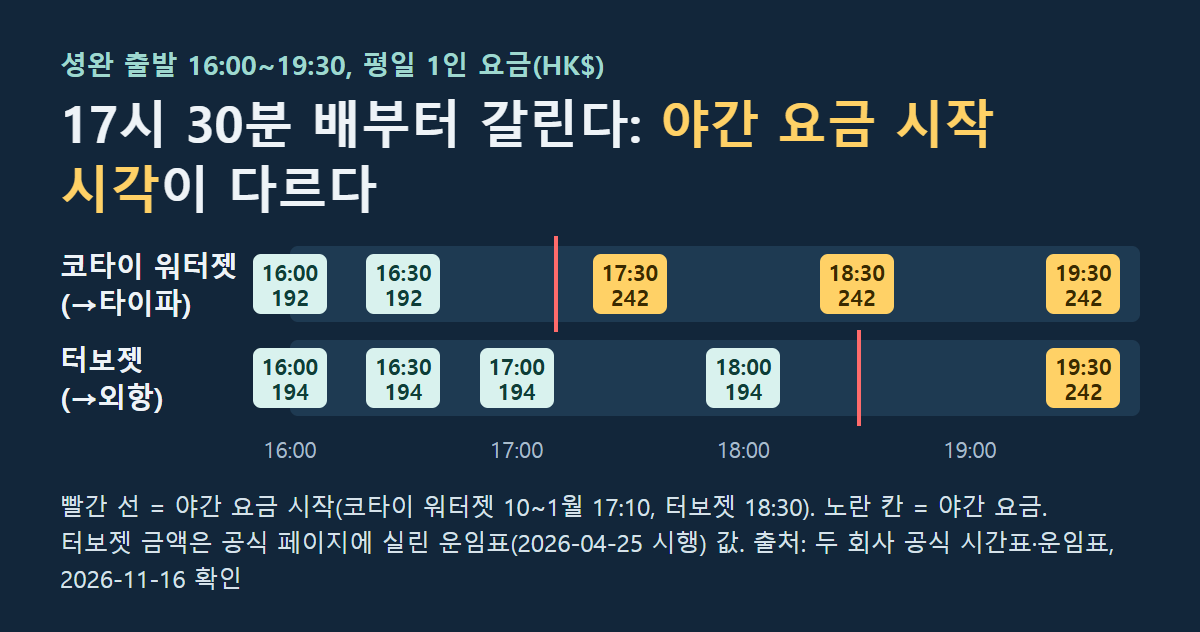 셩완 출발 16:00~19:30, 평일 1인 요금(HK$)
17시 30분 배부터 갈린다: 야간 요금 시작
시각이 다르다
코타이 워터젯
(→타이파)
16:00
192
16:30
192
17:30
242
18:30
242
19:30
242
터보젯
(→외항)
16:00
194
16:30
194
17:00
194
18:00
194
19:30
242
16:00 17:00 18:00 19:00
빨간 선 = 야간 요금 시작(코타이 워터젯 10~1월 17:10, 터보젯 18:30). 노란 칸 = 야간 요금.
터보젯 금액은 공식 페이지에 실린 운임표(2026-04-25 시행) 값. 출처: 두 회사 공식 시간표·운임표,
2026-11-16 확인